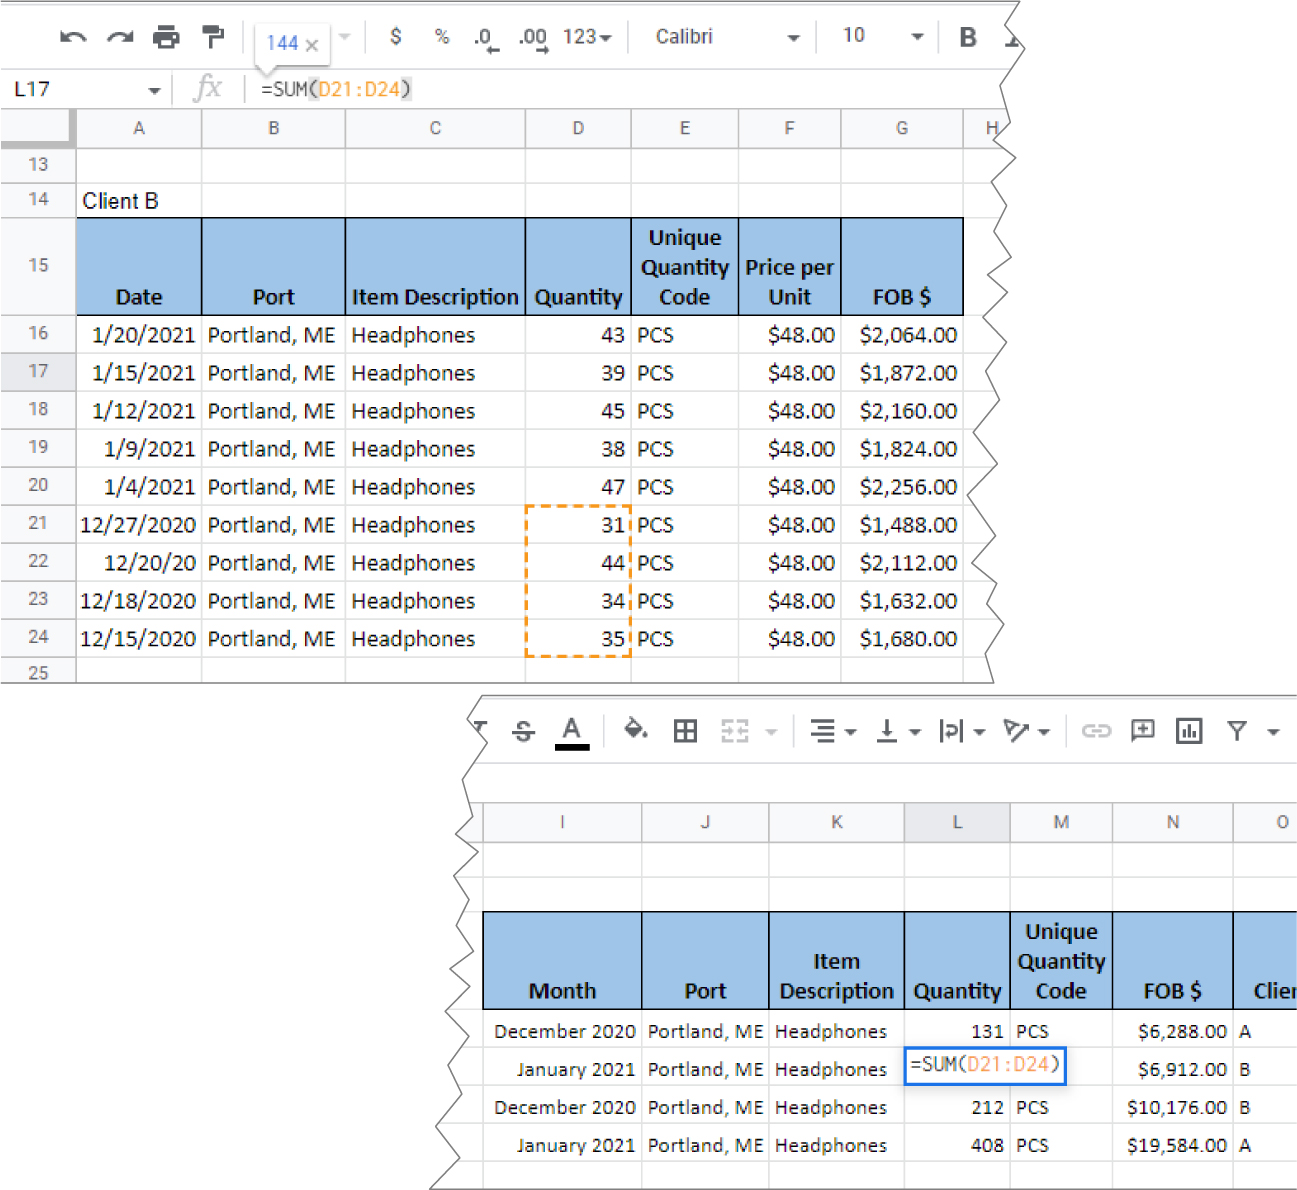 144 ×
$ % .0 .00 123 Calibri 10 B
L17 fx =SUM(D21:D24)
A B C D E F G H
13
14 Client B
15 Date Port Item Description Quantity Unique Quantity Code Price per Unit FOB $
16 1/20/2021 Portland, ME Headphones 43 PCS $48.00 $2,064.00
17 1/15/2021 Portland, ME Headphones 39 PCS $48.00 $1,872.00
18 1/12/2021 Portland, ME Headphones 45 PCS $48.00 $2,160.00
19 1/9/2021 Portland, ME Headphones 38 PCS $48.00 $1,824.00
20 1/4/2021 Portland, ME Headphones 47 PCS $48.00 $2,256.00
21 12/27/2020 Portland, ME Headphones 31 PCS $48.00 $1,488.00
22 12/20/20 Portland, ME Headphones 44 PCS $48.00 $2,112.00
23 12/18/2020 Portland, ME Headphones 34 PCS $48.00 $1,632.00
24 12/15/2020 Portland, ME Headphones 35 PCS $48.00 $1,680.00
25
S A
I J K L M N O
Month Port Item Description Quantity Unique Quantity Code FOB $ Clier
December 2020 Portland, ME Headphones 131 PCS $6,288.00 A
January 2021 Portland, ME Headphones =SUM(D21:D24) $6,912.00 B
December 2020 Portland, ME Headphones 212 PCS $10,176.00 B
January 2021 Portland, ME Headphones 408 PCS $19,584.00 A